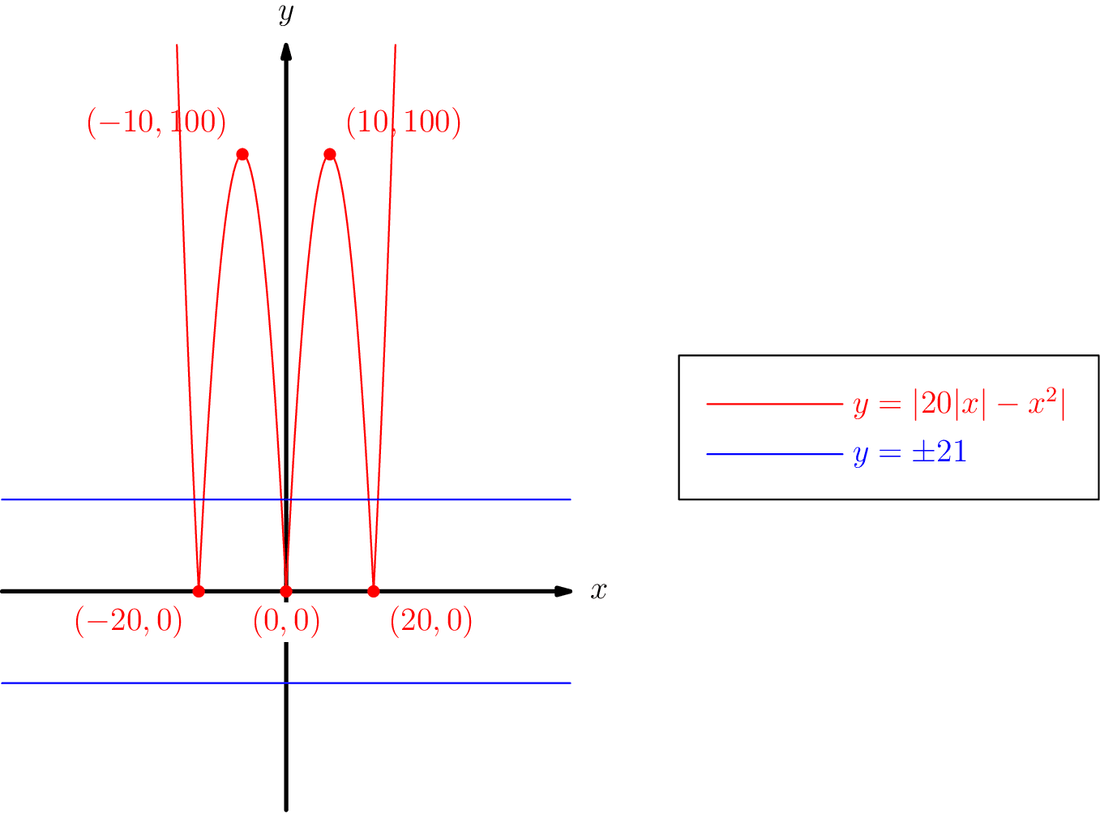 y
(−10, 100)
(10, 100)
y = |20|x| − x²|
y = ±21
x
(−20, 0)
(0, 0)
(20, 0)